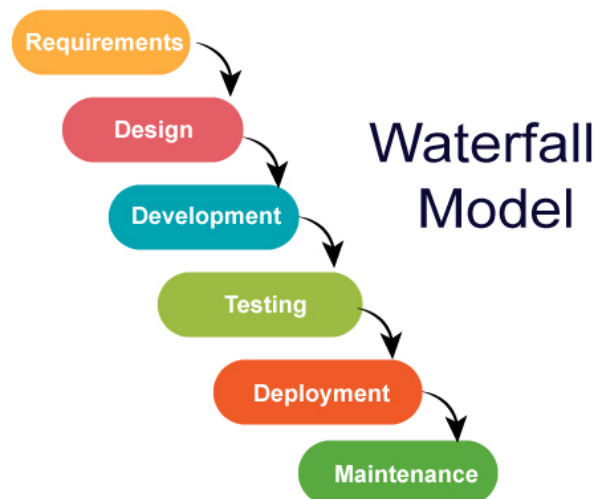 Requirements
Design
Waterfall
Model
Development
Testing
Deployment
Maintenance